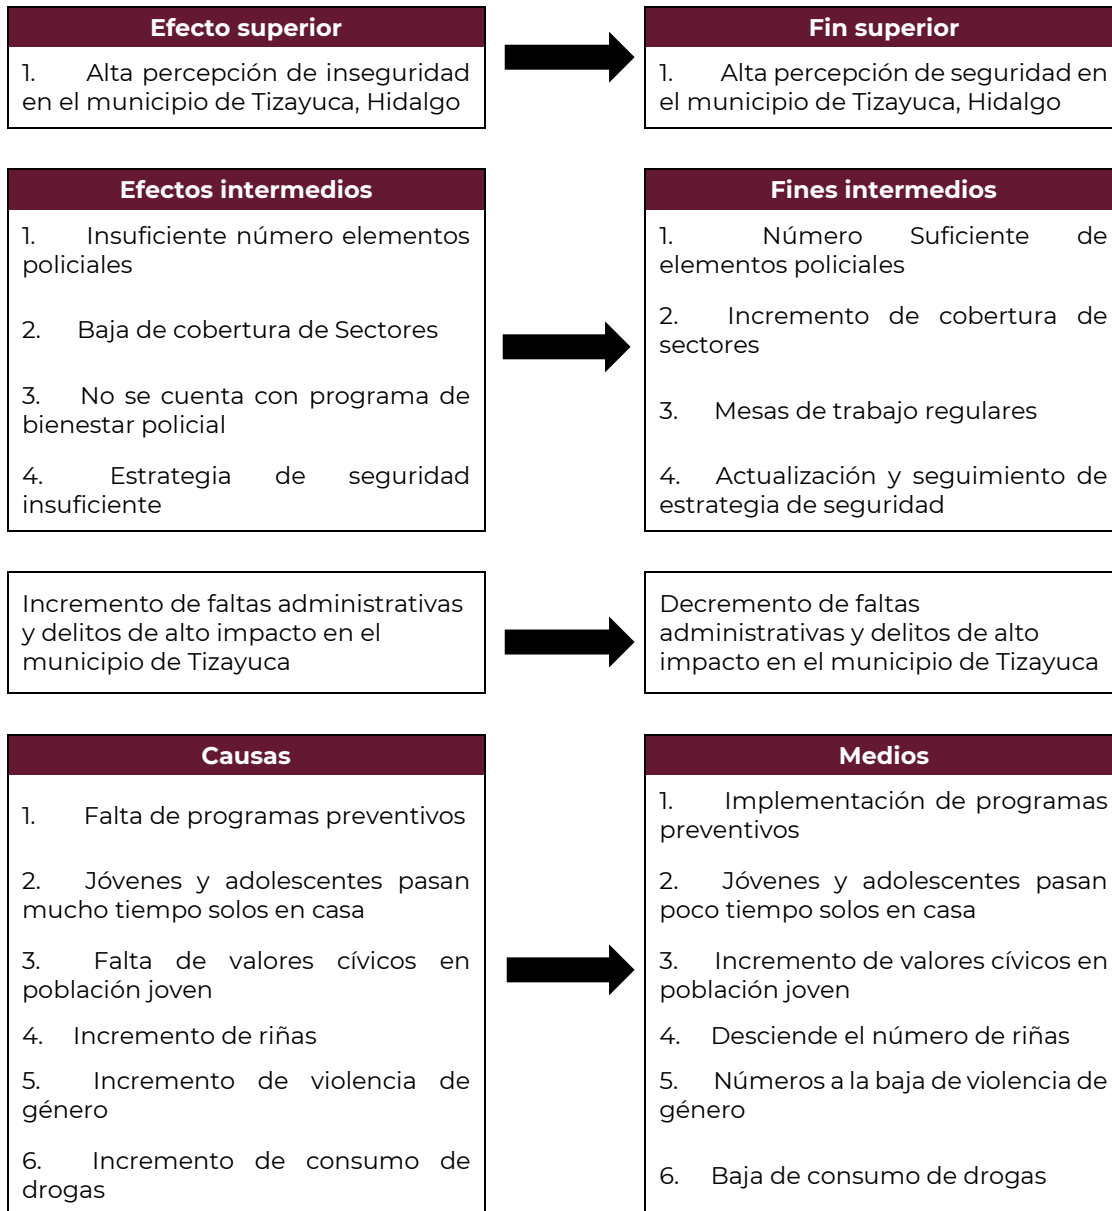 Efecto superior
1. Alta percepción de inseguridad
en el municipio de Tizayuca, Hidalgo
Fin superior
1. Alta percepción de seguridad en
el municipio de Tizayuca, Hidalgo
Efectos intermedios
1. Insuficiente número elementos
policiales
2. Baja de cobertura de Sectores
3. No se cuenta con programa de
bienestar policial
4. Estrategia de seguridad
insuficiente
Fines intermedios
1. Número Suficiente de
elementos policiales
2. Incremento de cobertura de
sectores
3. Mesas de trabajo regulares
4. Actualización y seguimiento de
estrategia de seguridad
Incremento de faltas administrativas
y delitos de alto impacto en el
municipio de Tizayuca
Decremento de faltas
administrativas y delitos de alto
impacto en el municipio de Tizayuca
Causas
1. Falta de programas preventivos
2. Jóvenes y adolescentes pasan
mucho tiempo solos en casa
3. Falta de valores cívicos en
población joven
4. Incremento de riñas
5. Incremento de violencia de
género
6. Incremento de consumo de
drogas
Medios
1. Implementación de programas
preventivos
2. Jóvenes y adolescentes pasan
poco tiempo solos en casa
3. Incremento de valores cívicos en
población joven
4. Desciende el número de riñas
5. Números a la baja de violencia de
género
6. Baja de consumo de drogas